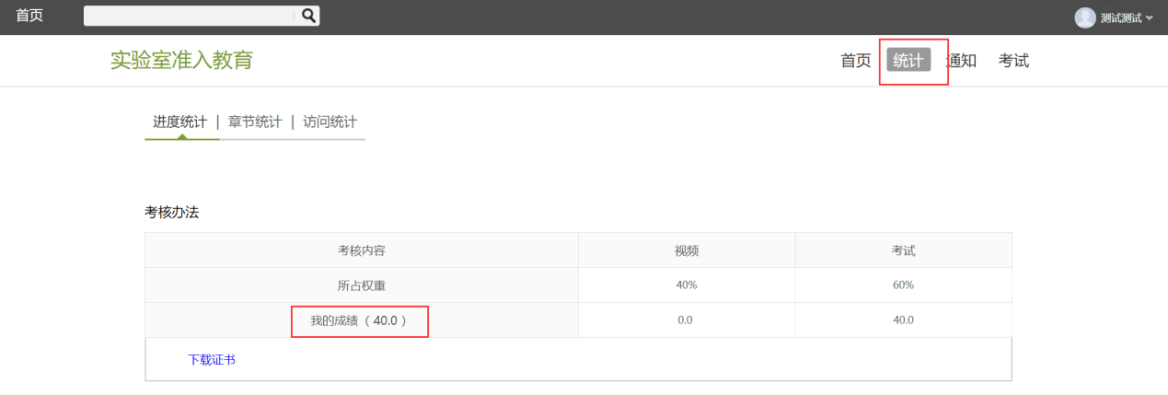 首页 测试测试
实验室准入教育 首页 统计 通知 考试
进度统计 | 章节统计 | 访问统计
考核办法
考核内容 视频 考试
所占权重 40% 60%
我的成绩（ 40.0 ） 0.0 40.0
下载证书